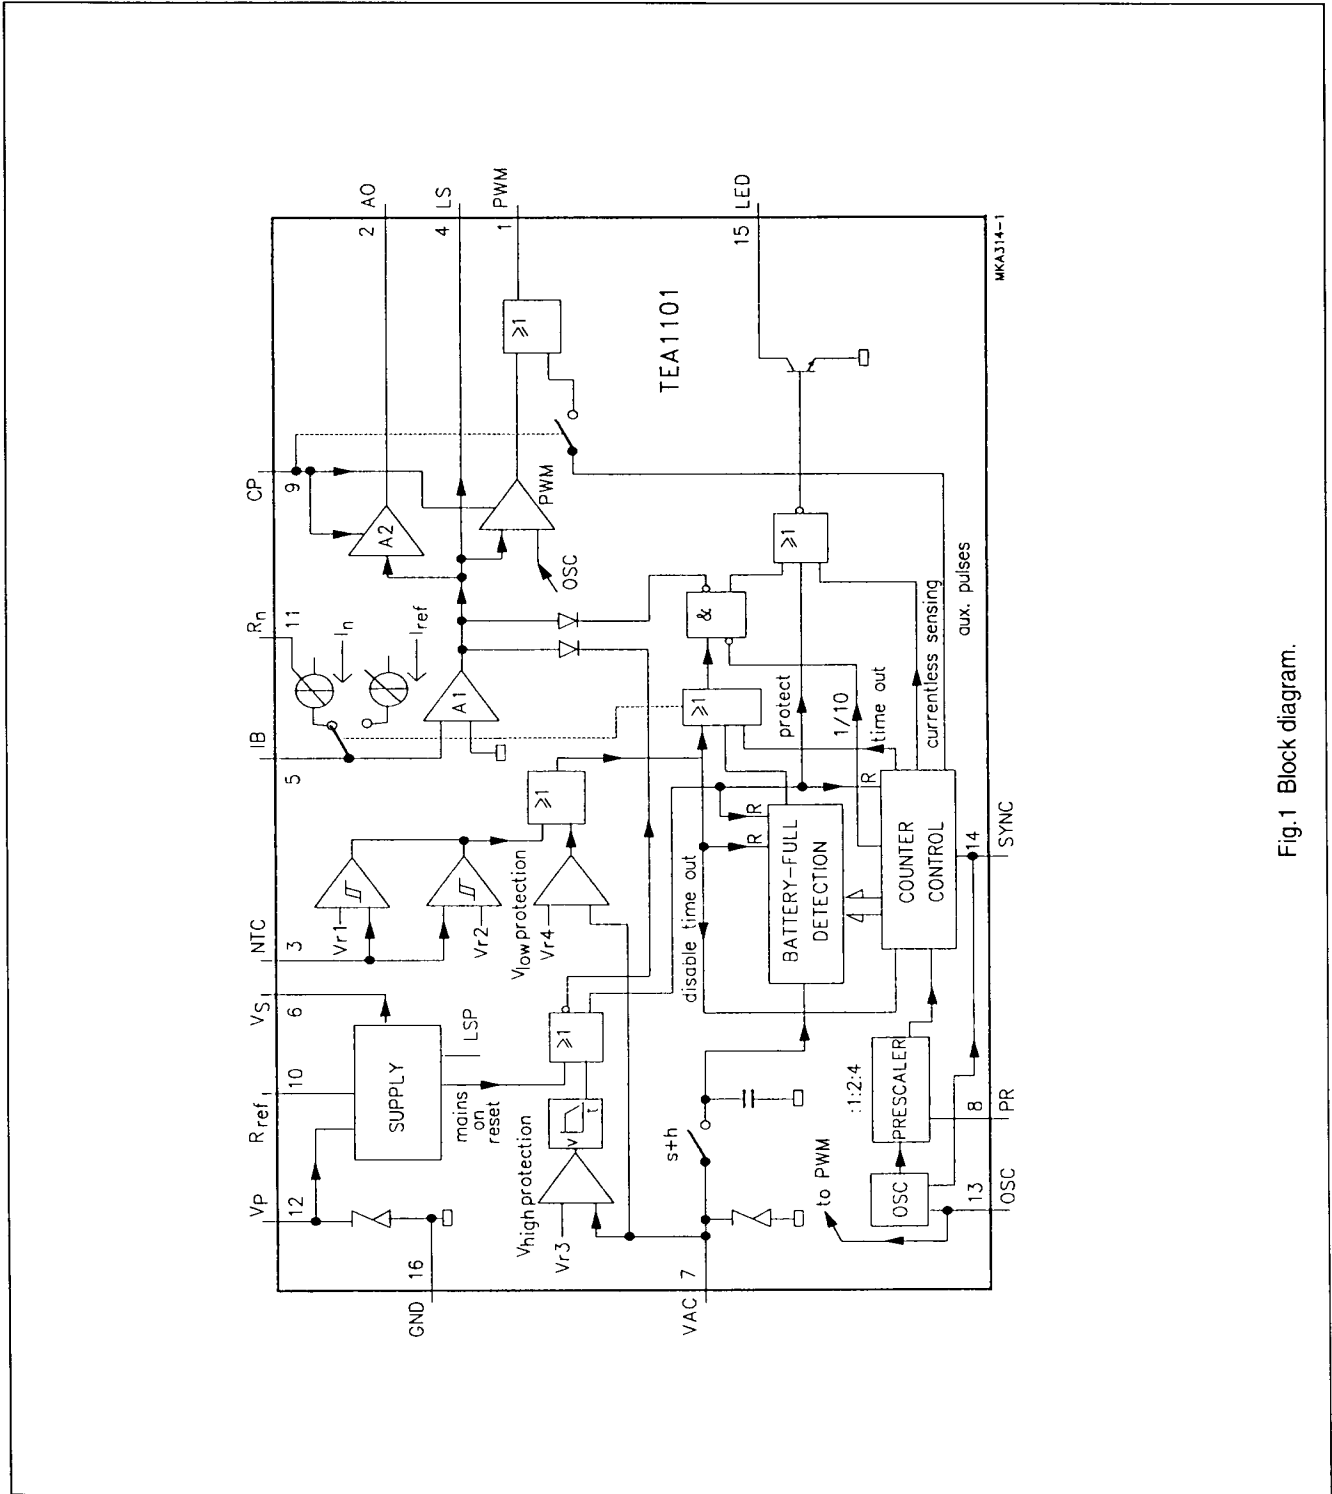 VP
12
Rref
10
VS
6
NTC
3
IB
5
Rn
11
CP
9
GND
16
SUPPLY
LSP
mains
on
reset
Vr1
Vr2
In
Iref
A1
A2
2
AO
4
LS
PWM
OSC
≥1
1
PWM
Vhigh protection
Vr3
V
t
≥1
Vlow protection
Vr4
≥1
TEA1101
VAC
7
s+h
disable time out
R
R
BATTERY-FULL
DETECTION
≥1
&
protect
1/10
time out
≥1
15
LED
to PWM
OSC
:1:2:4
PRESCALER
COUNTER
CONTROL
R
currentless sensing
aux. pulses
13
OSC
8
PR
14
SYNC
MKA314-1
Fig.1 Block diagram.